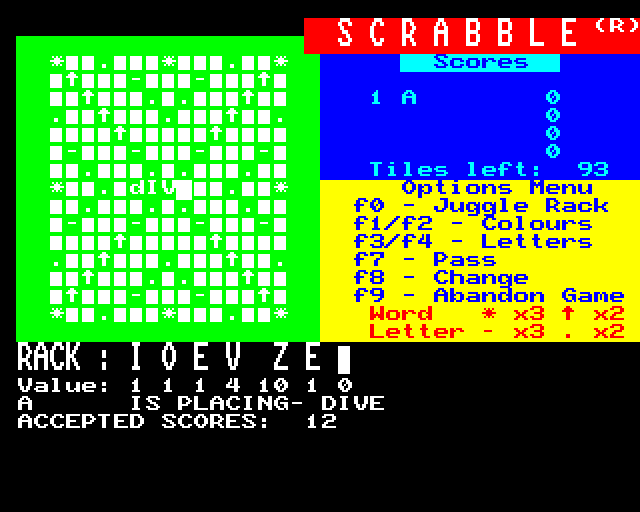 SCRABBLE(R)
Scores
1 A 0
0
0
0
Tiles left: 93
dIV
Options Menu
f0 - Juggle Rack
f1/f2 - Colours
f3/f4 - Letters
f7 - Pass
f8 - Change
f9 - Abandon Game
Word * x3 ↑ x2
Letter - x3 . x2
RACK : I O E V Z E
Value: 1 1 1 4 10 1 0
A IS PLACING- DIVE
ACCEPTED SCORES: 12